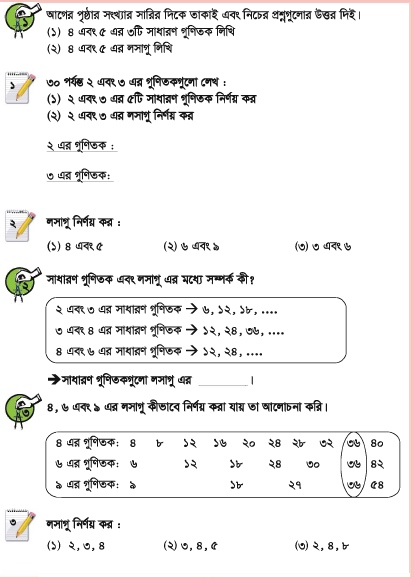 আগের পৃষ্ঠার সংখ্যার সারির দিকে তাকাই এবং নিচের প্রশ্নগুলোর উত্তর দিই।
(১) ৪ এবং ৫ এর ৩টি সাধারণ গুণিতক লিখি
(২) ৪ এবং ৫ এর লসাগু লিখি
১
৩০ পর্যন্ত ২ এবং ৩ এর গুণিতকগুলো লেখ :
(১) ২ এবং ৩ এর ৫টি সাধারণ গুণিতক নির্ণয় কর
(২) ২ এবং ৩ এর লসাগু নির্ণয় কর
২ এর গুণিতক :
৩ এর গুণিতক:
২
লসাগু নির্ণয় কর :
(১) ৪ এবং ৫ (২) ৬ এবং ৯ (৩) ৩ এবং ৬
সাধারণ গুণিতক এবং লসাগু এর মধ্যে সম্পর্ক কী?
২ এবং ৩ এর সাধারণ গুণিতক → ৬, ১২, ১৮, ....
৩ এবং ৪ এর সাধারণ গুণিতক → ১২, ২৪, ৩৬, ....
৪ এবং ৬ এর সাধারণ গুণিতক → ১২, ২৪, ....
➔সাধারণ গুণিতকগুলো লসাগু এর ________ ।
৪, ৬ এবং ৯ এর লসাগু কীভাবে নির্ণয় করা যায় তা আলোচনা করি।
৪ এর গুণিতক: ৪ ৮ ১২ ১৬ ২০ ২৪ ২৮ ৩২ ৩৬ ৪০
৬ এর গুণিতক: ৬ ১২ ১৮ ২৪ ৩০ ৩৬ ৪২
৯ এর গুণিতক: ৯ ১৮ ২৭ ৩৬ ৫৪
৩
লসাগু নির্ণয় কর :
(১) ২, ৩, ৪ (২) ৩, ৪, ৫ (৩) ২, ৪, ৮